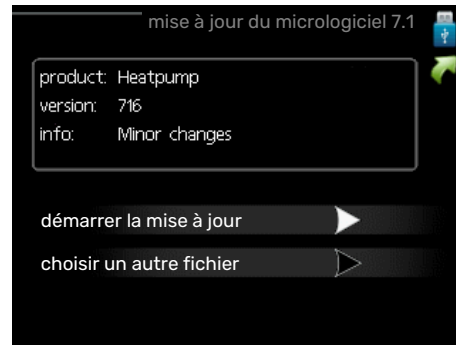 mise à jour du micrologiciel 7.1
product: Heatpump
version: 716
info: Minor changes
démarrer la mise à jour
choisir un autre fichier